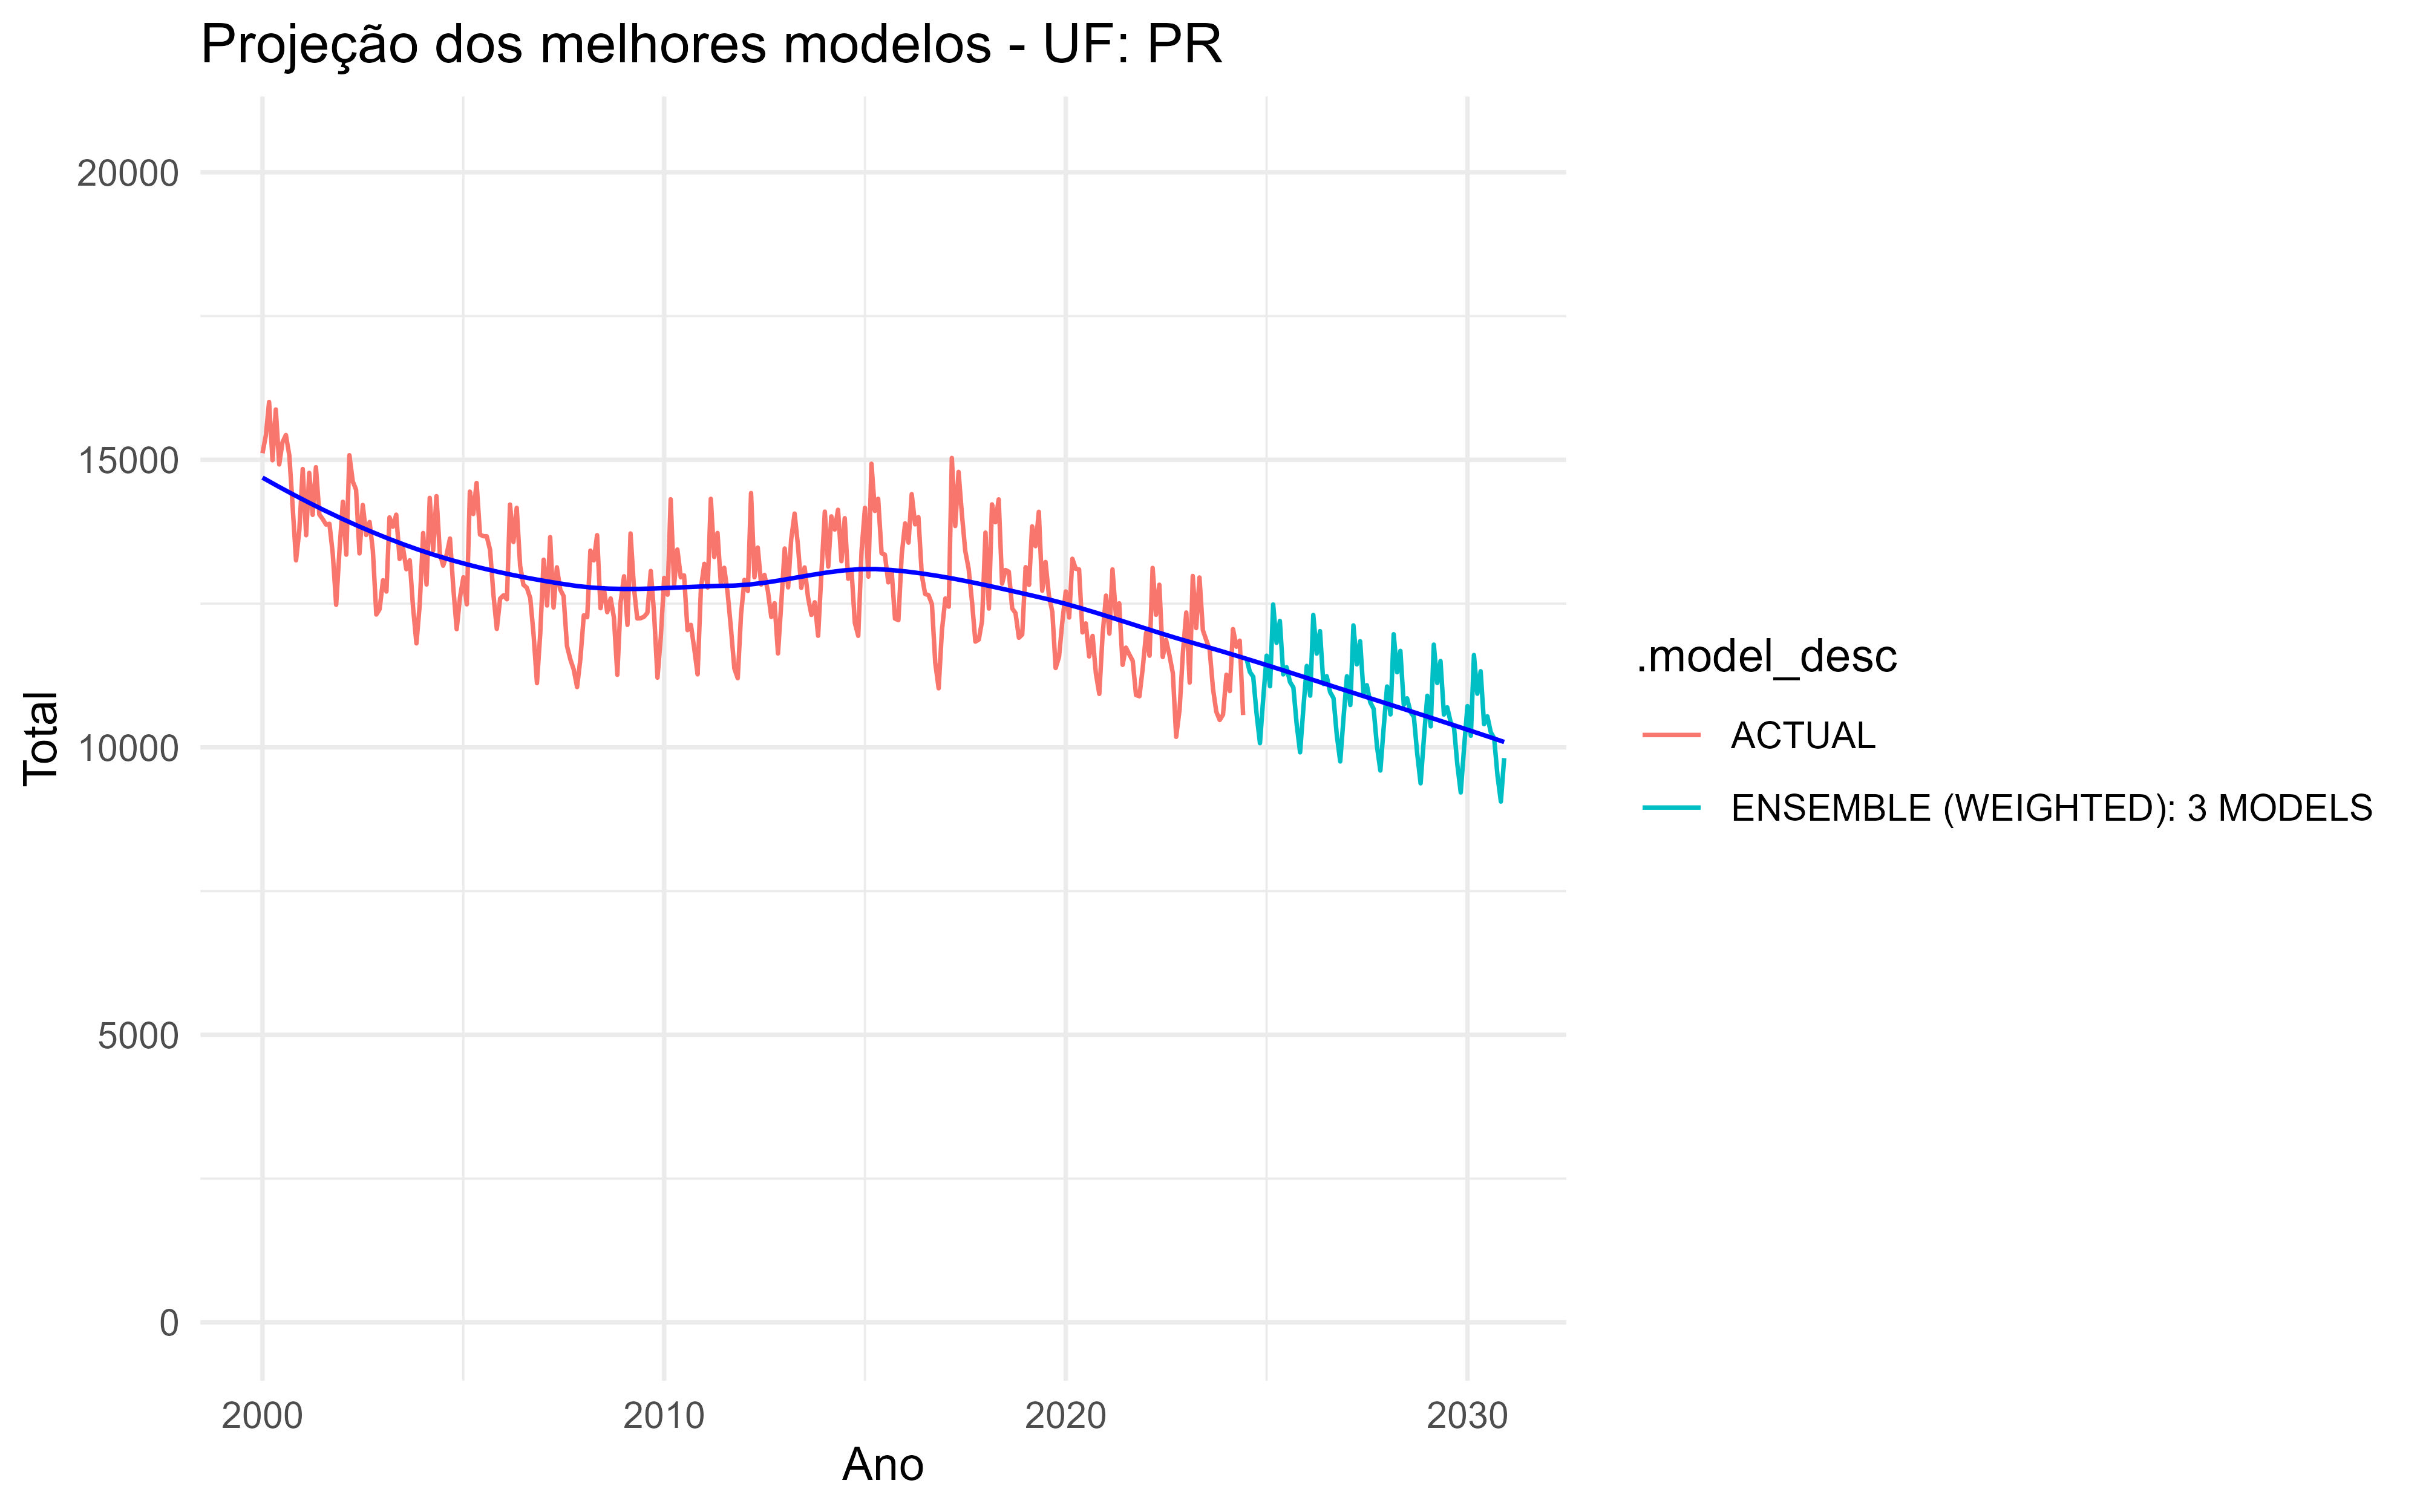 Projeção dos melhores modelos - UF: PR
20000
15000
10000
5000
0
Total
2000
2010
2020
2030
Ano
.model_desc
ACTUAL
ENSEMBLE (WEIGHTED): 3 MODELS